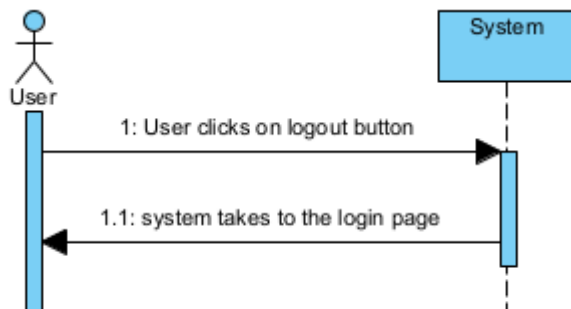 System
User
1: User clicks on logout button
1.1: system takes to the login page